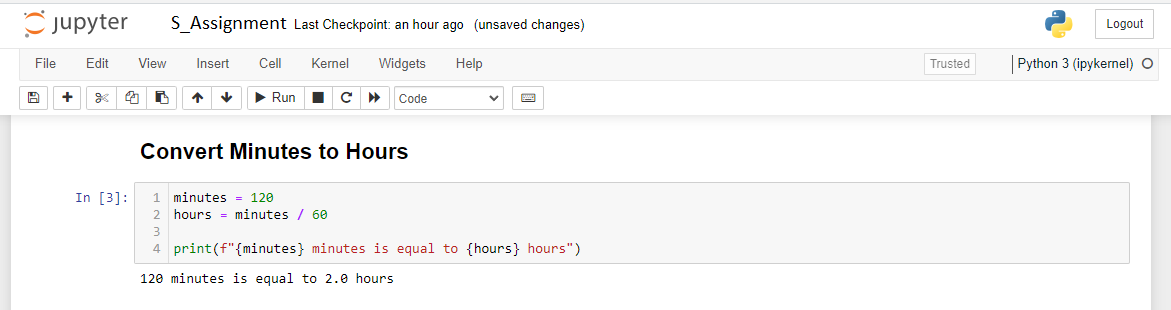 jupyter S_Assignment Last Checkpoint: an hour ago (unsaved changes) Logout
File Edit View Insert Cell Kernel Widgets Help Trusted Python 3 (ipykernel)
Run Code
Convert Minutes to Hours
In [3]: 1 minutes = 120
2 hours = minutes / 60
3
4 print(f"{minutes} minutes is equal to {hours} hours")
120 minutes is equal to 2.0 hours